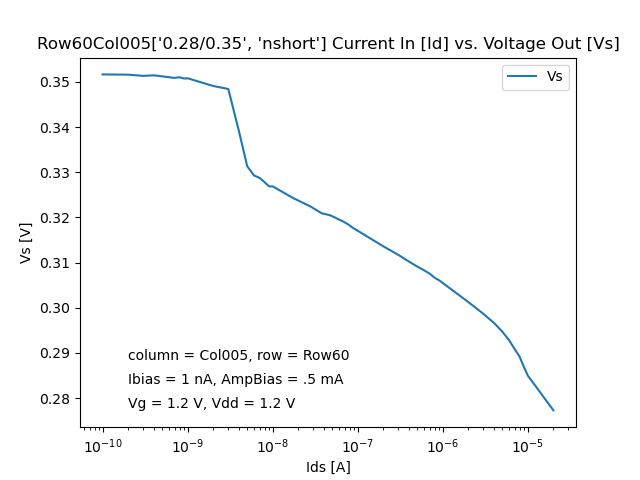 Row60Col005['0.28/0.35', 'nshort'] Current In [Id] vs. Voltage Out [Vs]
Vs
0.35
0.34
0.33
0.32
0.31
0.30
0.29
0.28
Vs [V]
column = Col005, row = Row60
Ibias = 1 nA, AmpBias = .5 mA
Vg = 1.2 V, Vdd = 1.2 V
10⁻¹⁰ 10⁻⁹ 10⁻⁸ 10⁻⁷ 10⁻⁶ 10⁻⁵
Ids [A]